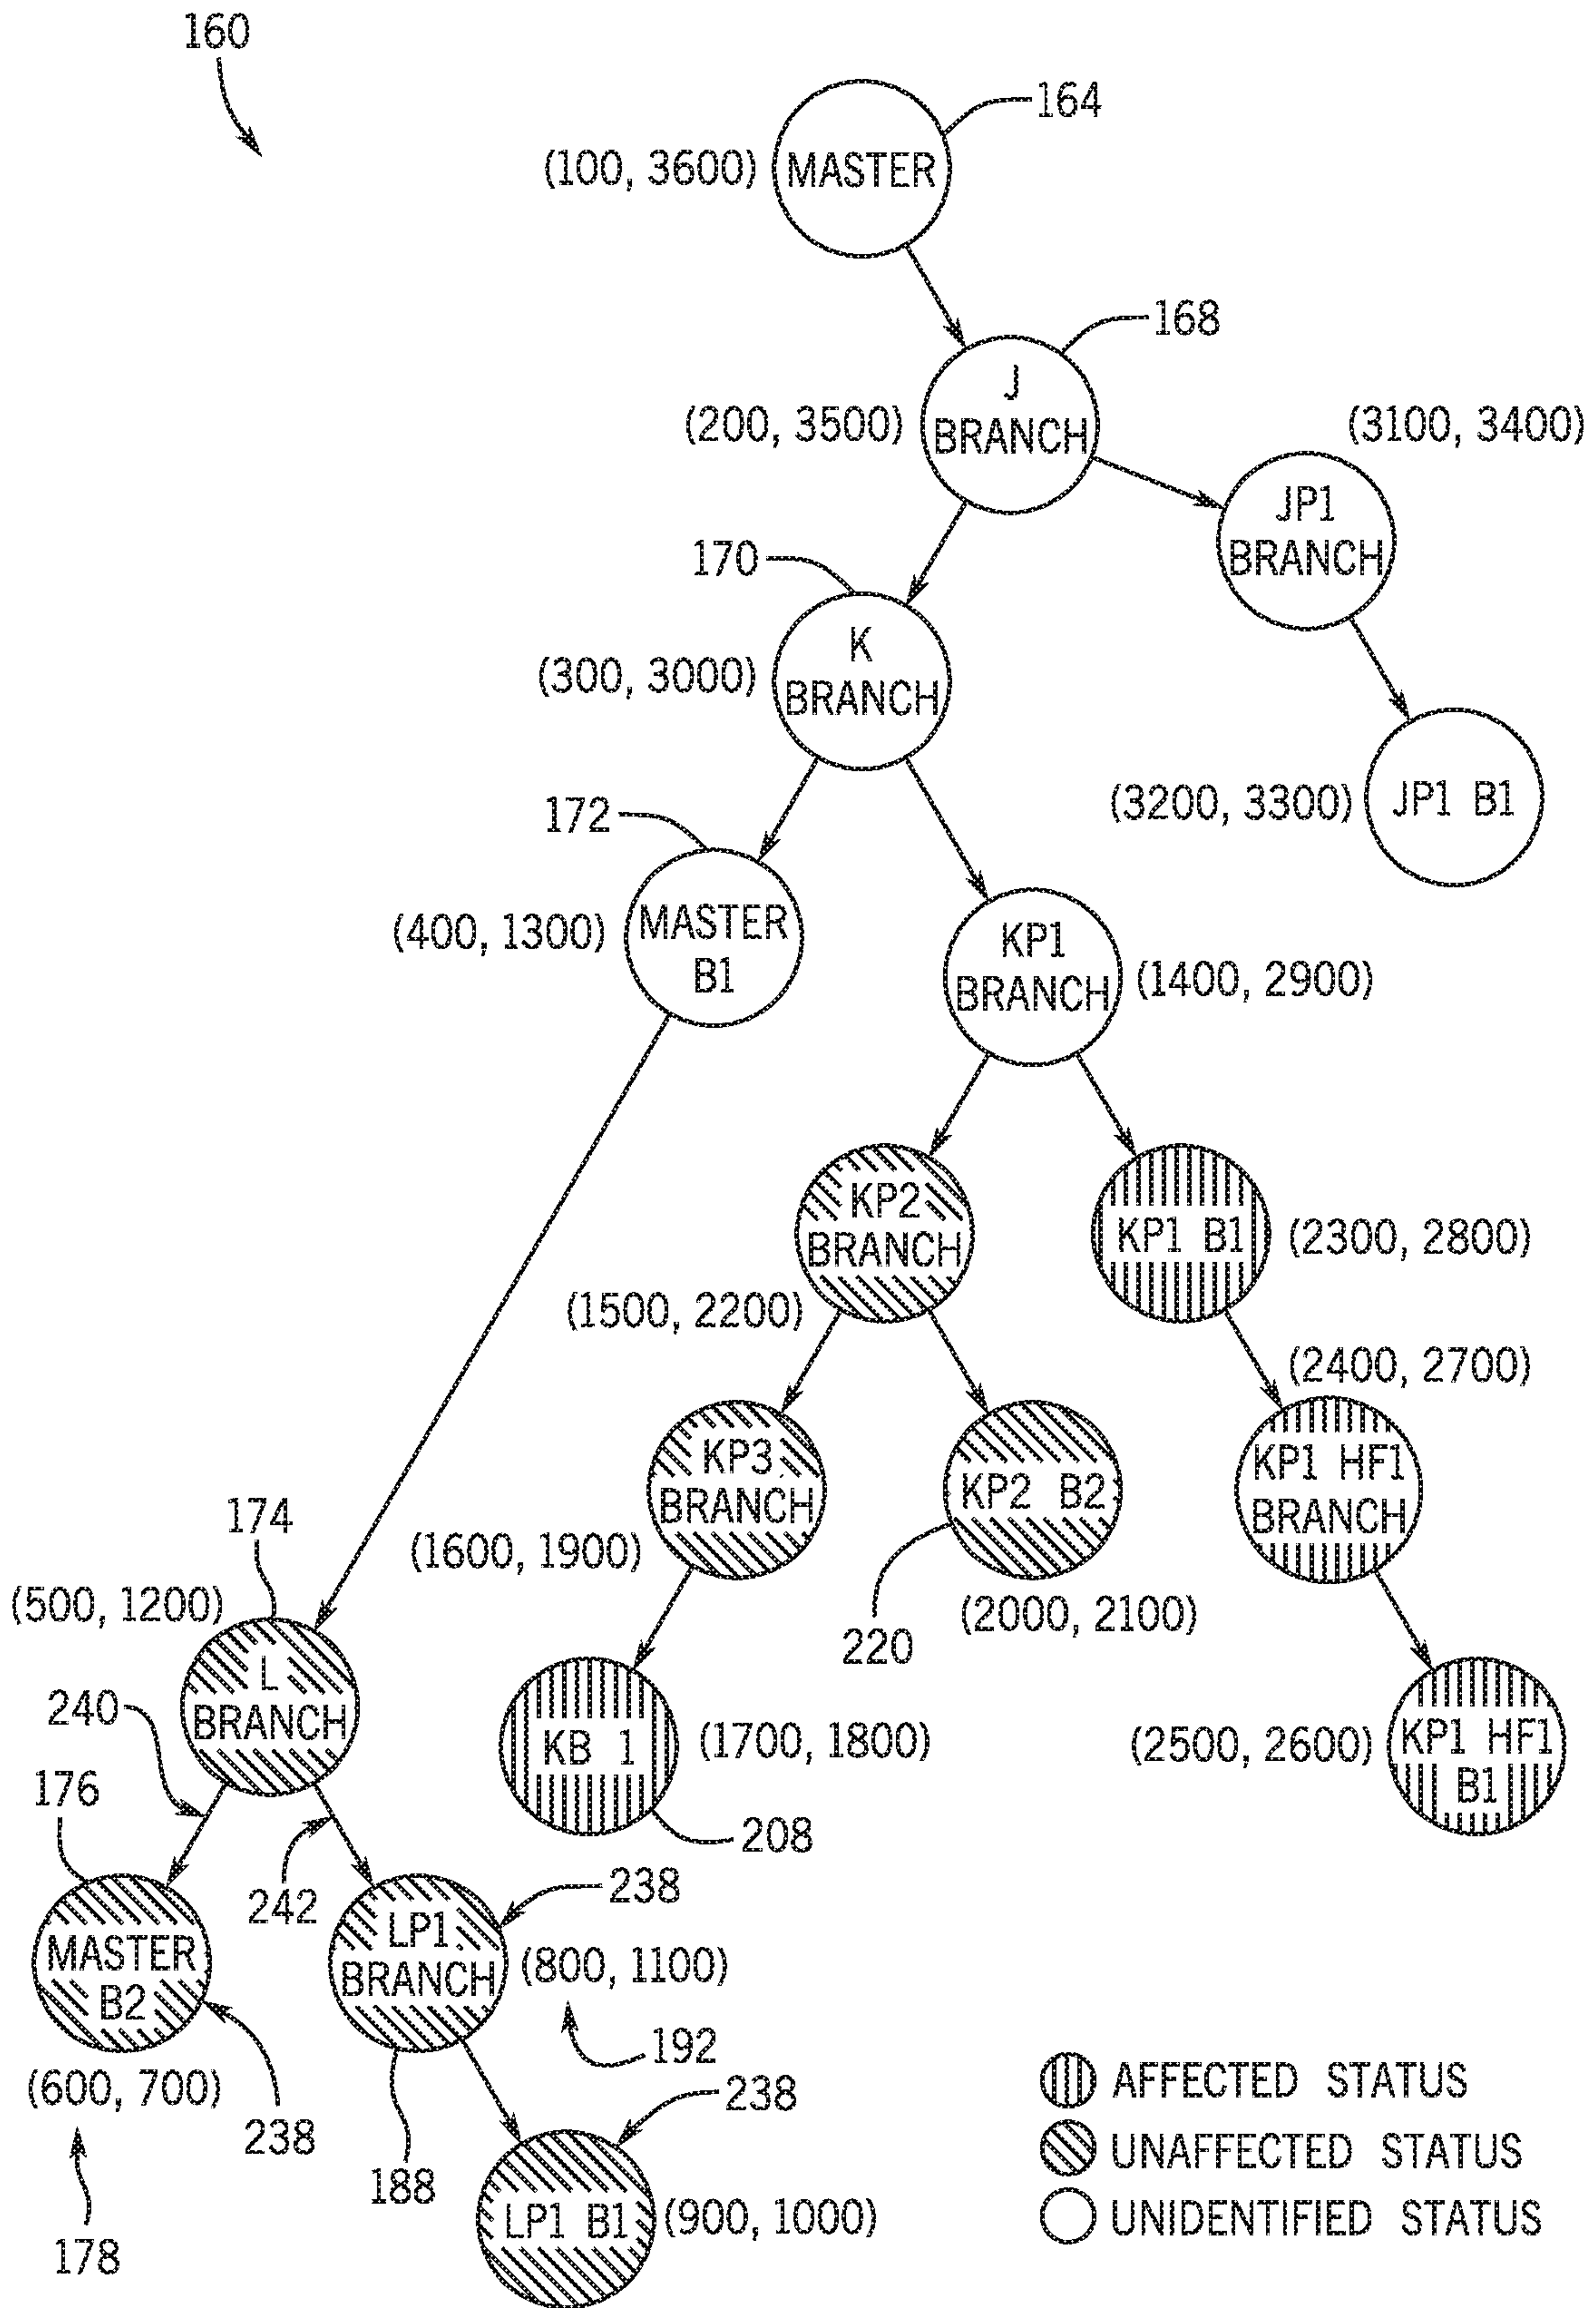 160
164
(100, 3600)
MASTER
168
J
BRANCH
(200, 3500)
(3100, 3400)
JP1
BRANCH
170
K
BRANCH
(300, 3000)
(3200, 3300)
JP1 B1
172
MASTER
B1
(400, 1300)
KP1
BRANCH
(1400, 2900)
KP2
BRANCH
KP1 B1
(2300, 2800)
(1500, 2200)
(2400, 2700)
KP3
BRANCH
KP2 B2
KP1 HF1
BRANCH
174
(1600, 1900)
(500, 1200)
220
(2000, 2100)
L
BRANCH
240
KB 1
(1700, 1800)
(2500, 2600)
KP1 HF1
B1
176
208
242
238
MASTER
B2
LP1
BRANCH
(800, 1100)
192
(600, 700)
238
238
188
178
LP1 B1
(900, 1000)
AFFECTED STATUS
UNAFFECTED STATUS
UNIDENTIFIED STATUS